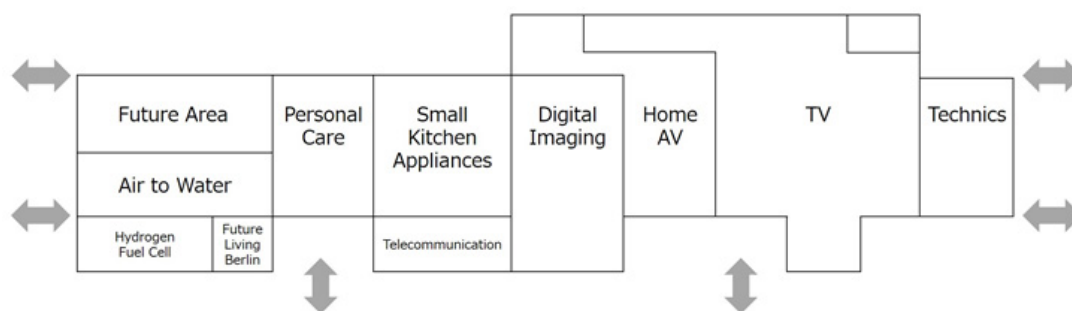 Future Area
Personal
Care
Small
Kitchen
Appliances
Digital
Imaging
Home
AV
TV
Technics
Air to Water
Hydrogen
Fuel Cell
Future
Living
Berlin
Telecommunication